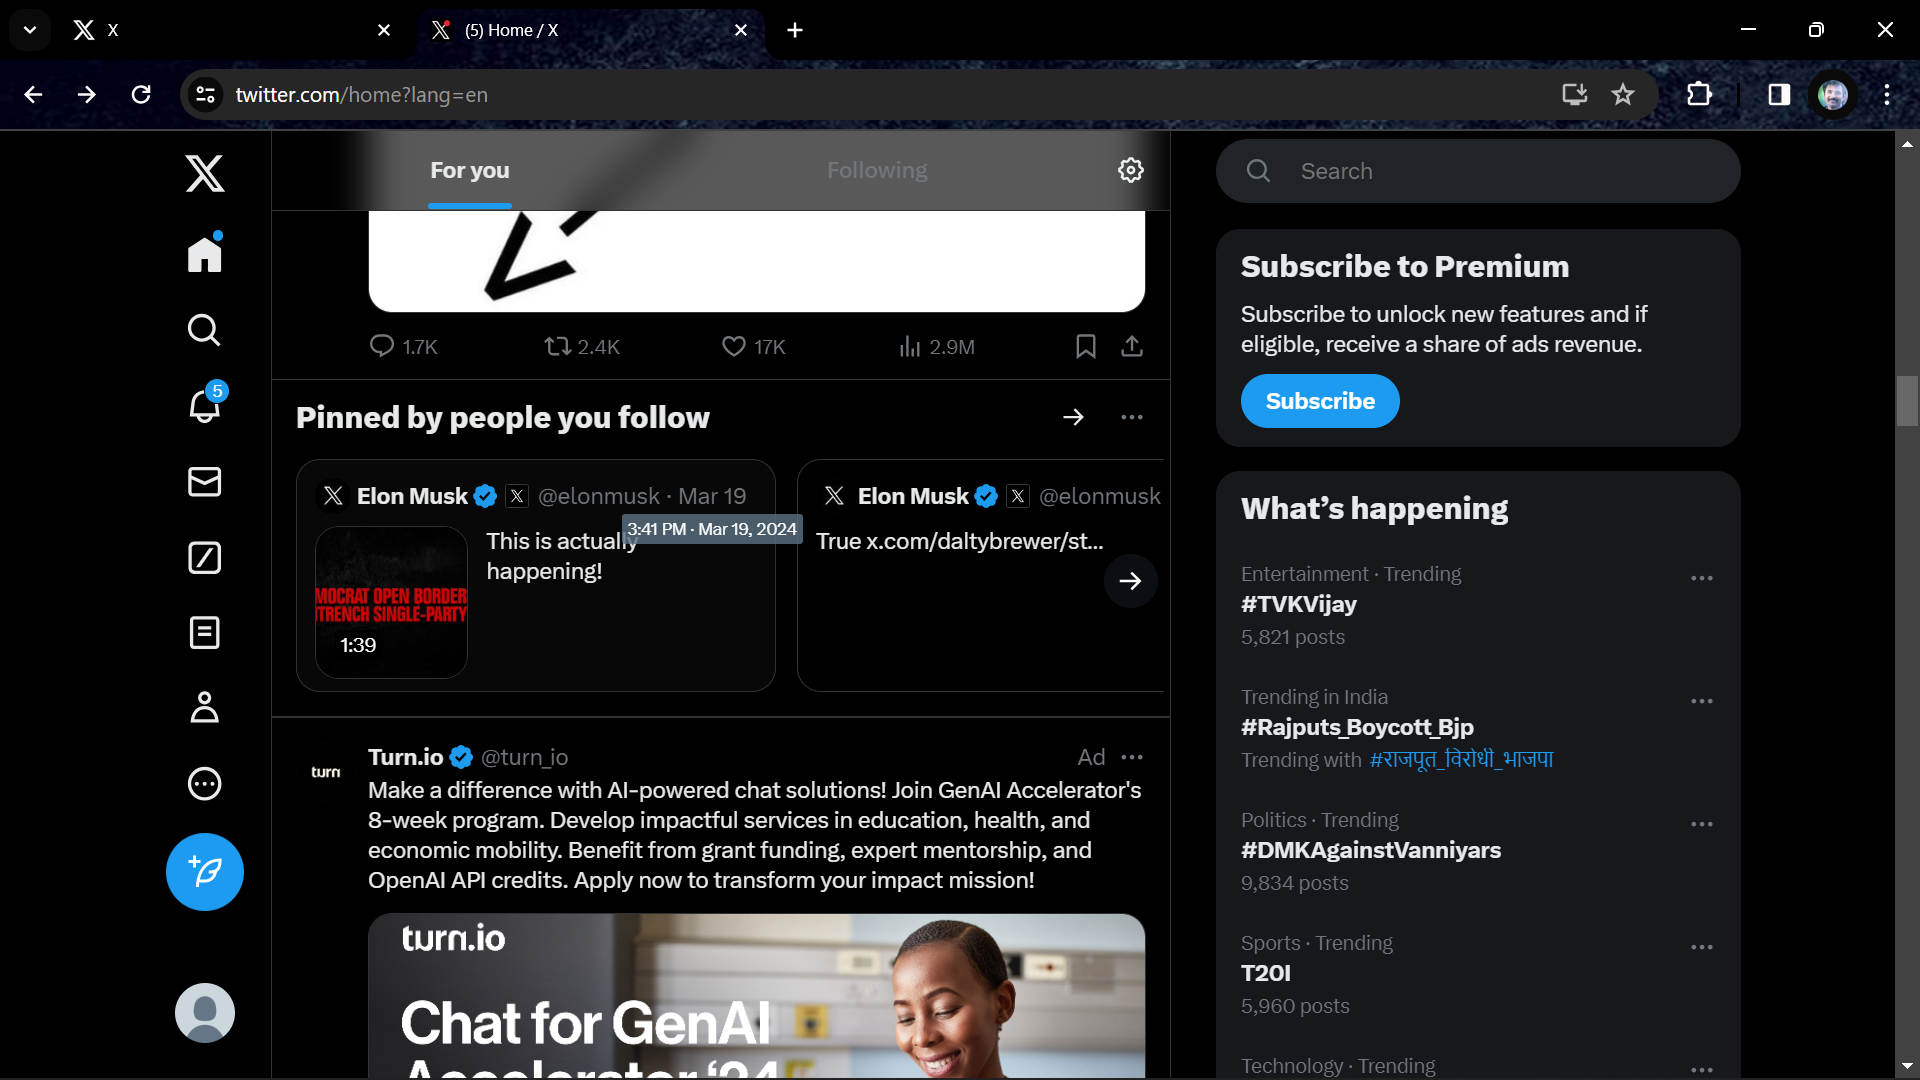 X
(5) Home / X
twitter.com/home?lang=en
For you
Following
Search
Subscribe to Premium
Subscribe to unlock new features and if
eligible, receive a share of ads revenue.
Subscribe
1.7K
2.4K
17K
2.9M
5
Pinned by people you follow
Elon Musk @elonmusk · Mar 19
3:41 PM · Mar 19, 2024
This is actually
happening!
MOCRAT OPEN BORDER
TRENCH SINGLE-PARTY
1:39
Elon Musk @elonmusk
True x.com/daltybrewer/st...
What's happening
Entertainment · Trending
#TVKVijay
5,821 posts
Trending in India
#Rajputs_Boycott_Bjp
Trending with #राजपूत_विरोधी_भाजपा
Politics · Trending
#DMKAgainstVanniyars
9,834 posts
Sports · Trending
T20I
5,960 posts
Technology · Trending
turn
Turn.io @turn_io
Ad
Make a difference with AI-powered chat solutions! Join GenAI Accelerator's
8-week program. Develop impactful services in education, health, and
economic mobility. Benefit from grant funding, expert mentorship, and
OpenAI API credits. Apply now to transform your impact mission!
turn.io
Chat for GenAI
Accelerator '24